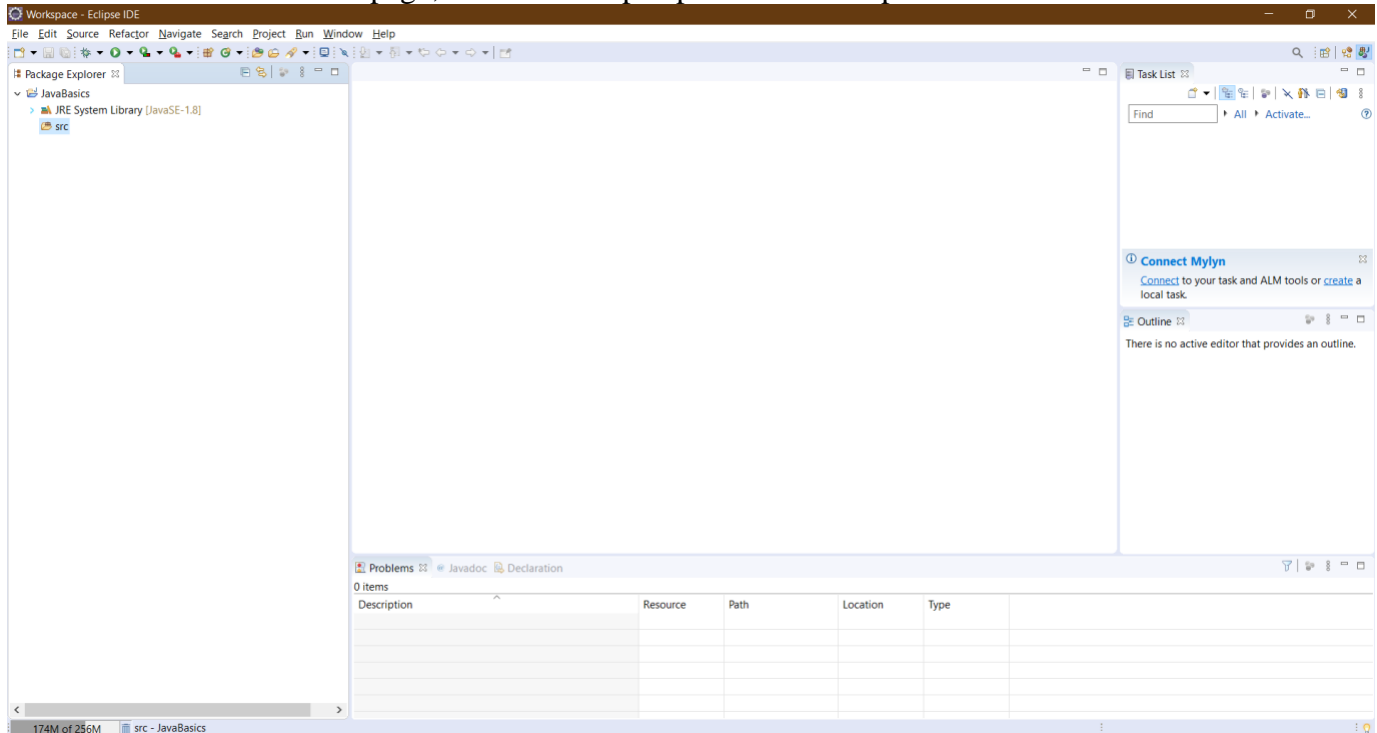 Workspace - Eclipse IDE
File Edit Source Refactor Navigate Search Project Run Window Help
Package Explorer
JavaBasics
JRE System Library [JavaSE-1.8]
src
Task List
Find All Activate...
Connect Mylyn
Connect to your task and ALM tools or create a
local task.
Outline
There is no active editor that provides an outline.
Problems Javadoc Declaration
0 items
Description Resource Path Location Type
174M of 256M src - JavaBasics